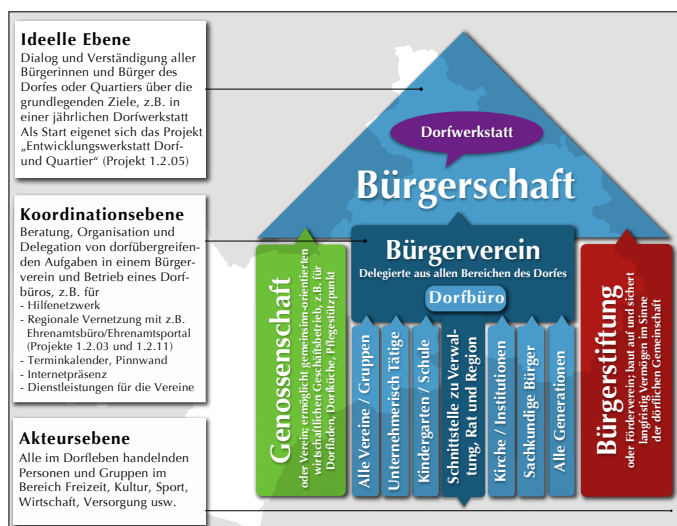 Ideelle Ebene
Dialog und Verständigung aller
Bürgerinnen und Bürger des
Dorfes oder Quartiers über die
grundlegenden Ziele, z.B. in
einer jährlichen Dorfwerkstatt
Als Start eignet sich das Projekt
„Entwicklungswerkstatt Dorf-
und Quartier“ (Projekt 1.2.05)
Koordinationsebene
Beratung, Organisation und
Delegation von dorfübergreifen-
den Aufgaben in einem Bürger-
verein und Betrieb eines Dorf-
büros, z.B. für
- Hilfenetzwerk
- Regionale Vernetzung mit z.B.
Ehrenamtsbüro/Ehrenamtsportal
(Projekte 1.2.03 und 1.2.11)
- Terminkalender, Pinnwand
- Internetpräsenz
- Dienstleistungen für die Vereine
Akteursebene
Alle im Dorfleben handelnden
Personen und Gruppen im
Bereich Freizeit, Kultur, Sport,
Wirtschaft, Versorgung usw.
Dorfwerkstatt
Bürgerschaft
Genossenschaft
oder Verein; ermöglicht gemeinsinn-orientierten
wirtschaftlichen Geschäftsbetrieb, z.B. für
Dorfladen, Dorfküche, Pflegestützpunkt
Bürgerverein
Delegierte aus allen Bereichen des Dorfes
Dorfbüro
Alle Vereine / Gruppen
Unternehmerisch Tätige
Kindergarten / Schule
Schnittstelle zu Verwal-
tung, Rat und Region
Kirche / Institutionen
Sachkundige Bürger
Alle Generationen
Bürgerstiftung
oder Förderverein; baut auf und sichert
langfristig Vermögen im Sinne
der dörflichen Gemeinschaft